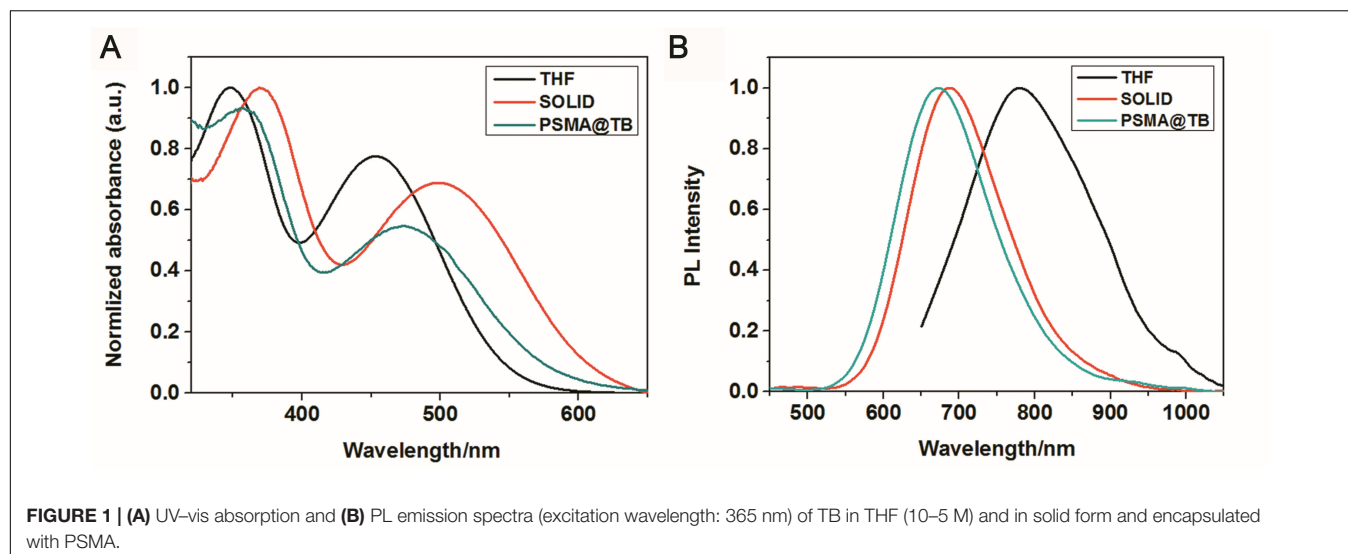 A
B
THF
SOLID
PSMA@TB
THF
SOLID
PSMA@TB
Normlized absorbance (a.u.)
1.0
0.8
0.6
0.4
0.2
0.0
400
500
600
Wavelength/nm
PL Intensity
1.0
0.8
0.6
0.4
0.2
0.0
500
600
700
800
900
1000
Wavelength/nm
FIGURE 1 | (A) UV–vis absorption and (B) PL emission spectra (excitation wavelength: 365 nm) of TB in THF (10–5 M) and in solid form and encapsulated
with PSMA.